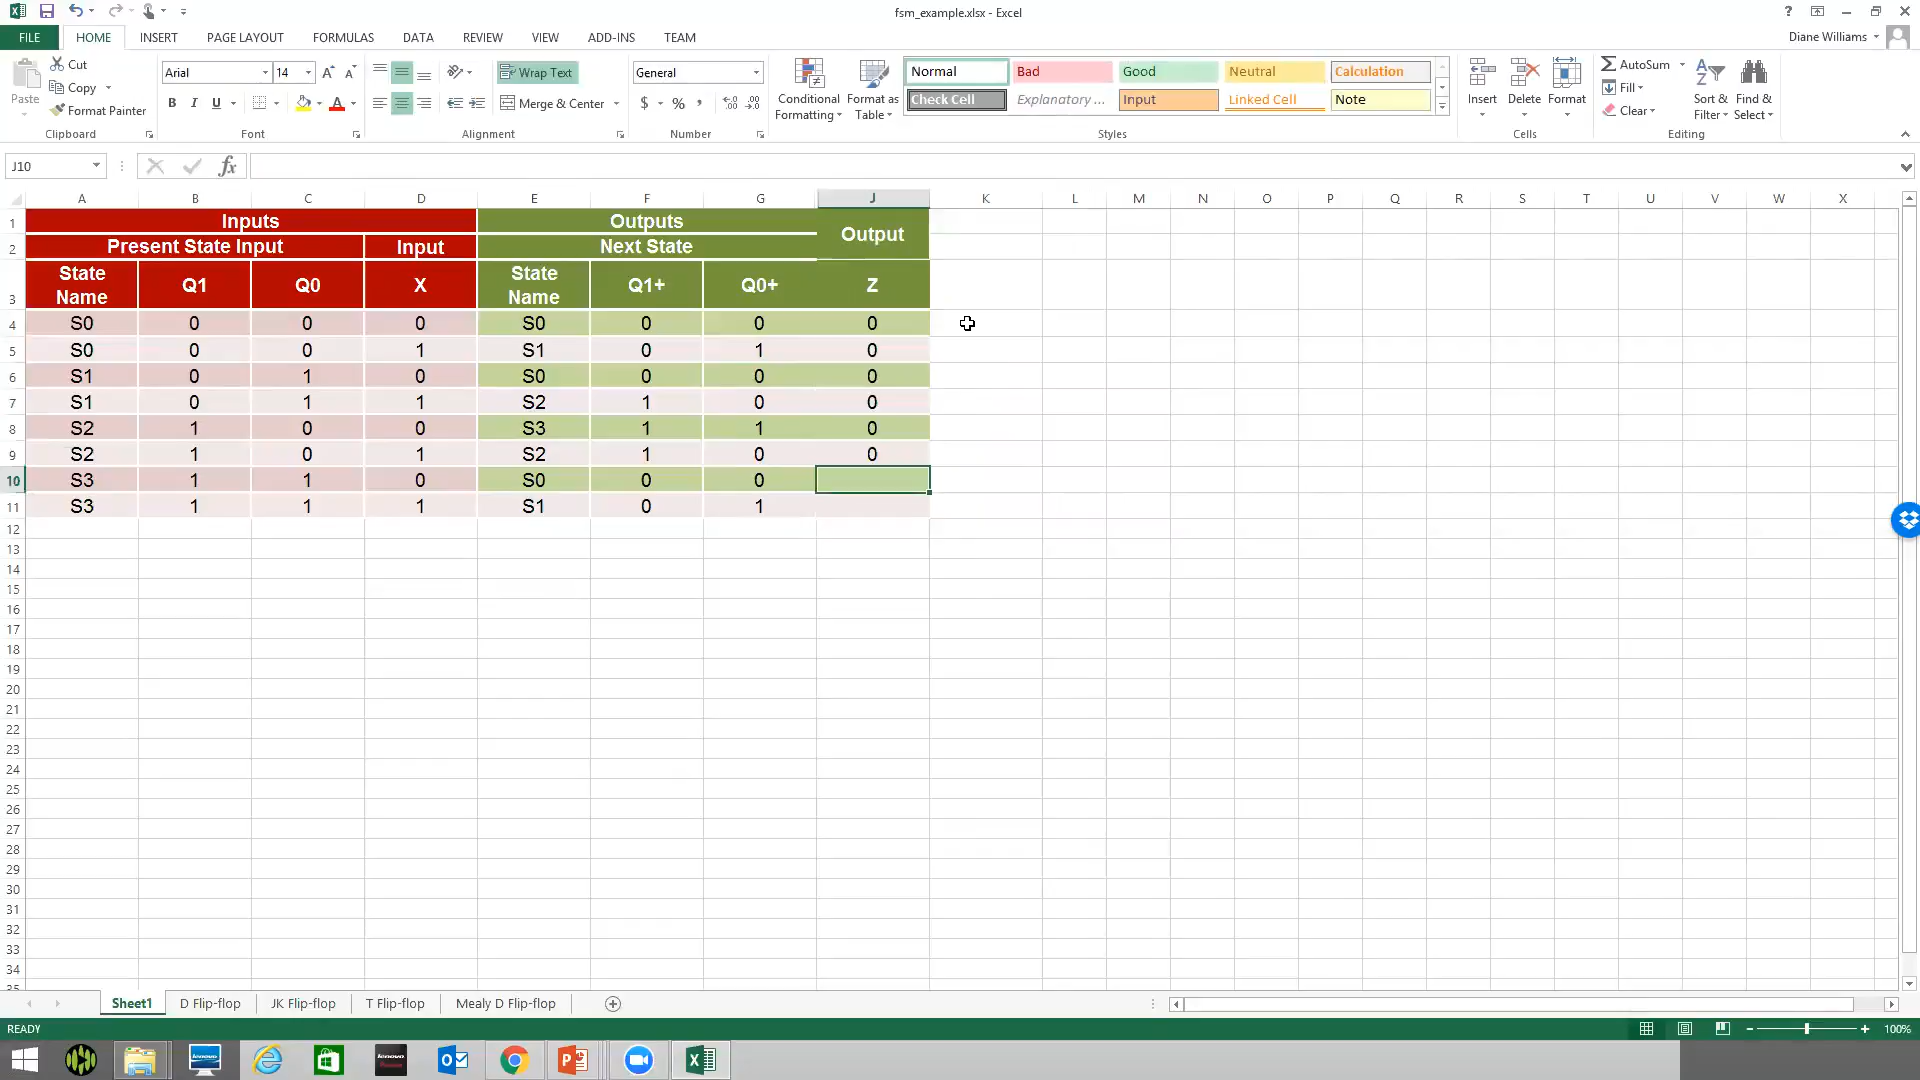 fsm_example.xlsx - Excel
FILE HOME INSERT PAGE LAYOUT FORMULAS DATA REVIEW VIEW ADD-INS TEAM Diane Williams
Paste
Cut
Copy
Format Painter
Clipboard
Arial 14
B I U
Font
Wrap Text
Merge & Center
Alignment
General
$ % ,
Number
Conditional Formatting
Format as Table
Normal Bad Good Neutral Calculation
Check Cell Explanatory ... Input Linked Cell Note
Styles
Insert Delete Format
Cells
AutoSum
Fill
Clear
Sort & Filter
Find & Select
Editing
J10 fx
A B C D E F G J K L M N O P Q R S T U V W X
1 Inputs Outputs Output
2 Present State Input Input Next State
3 State Name Q1 Q0 X State Name Q1+ Q0+ Z
4 S0 0 0 0 S0 0 0 0
5 S0 0 0 1 S1 0 1 0
6 S1 0 1 0 S0 0 0 0
7 S1 0 1 1 S2 1 0 0
8 S2 1 0 0 S3 1 1 0
9 S2 1 0 1 S2 1 0 0
10 S3 1 1 0 S0 0 0
11 S3 1 1 1 S1 0 1
12
13
14
15
16
17
18
19
20
21
22
23
24
25
26
27
28
29
30
31
32
33
34
35
Sheet1 D Flip-flop JK Flip-flop T Flip-flop Mealy D Flip-flop
READY 100%